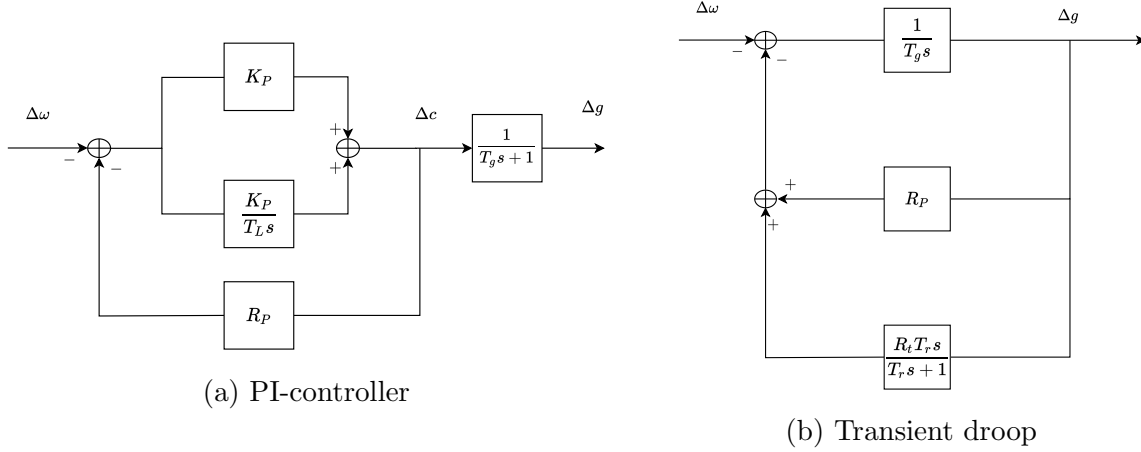 Δω
K_P
K_P
T_L s
R_P
+
+
−
−
Δc
1
T_g s + 1
Δg
(a) PI-controller
Δω
−
−
1
T_g s
Δg
+
+
R_P
R_t T_r s
T_r s + 1
(b) Transient droop